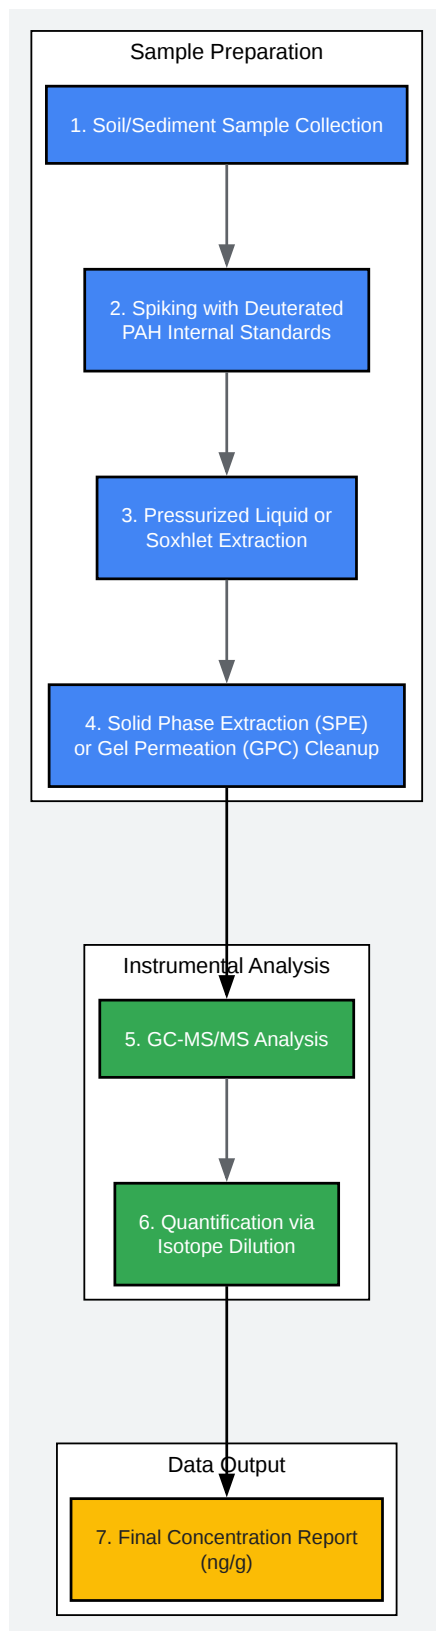 Sample Preparation
1. Soil/Sediment Sample Collection
2. Spiking with Deuterated
PAH Internal Standards
3. Pressurized Liquid or
Soxhlet Extraction
4. Solid Phase Extraction (SPE)
or Gel Permeation (GPC) Cleanup
Instrumental Analysis
5. GC-MS/MS Analysis
6. Quantification via
Isotope Dilution
Data Output
7. Final Concentration Report
(ng/g)